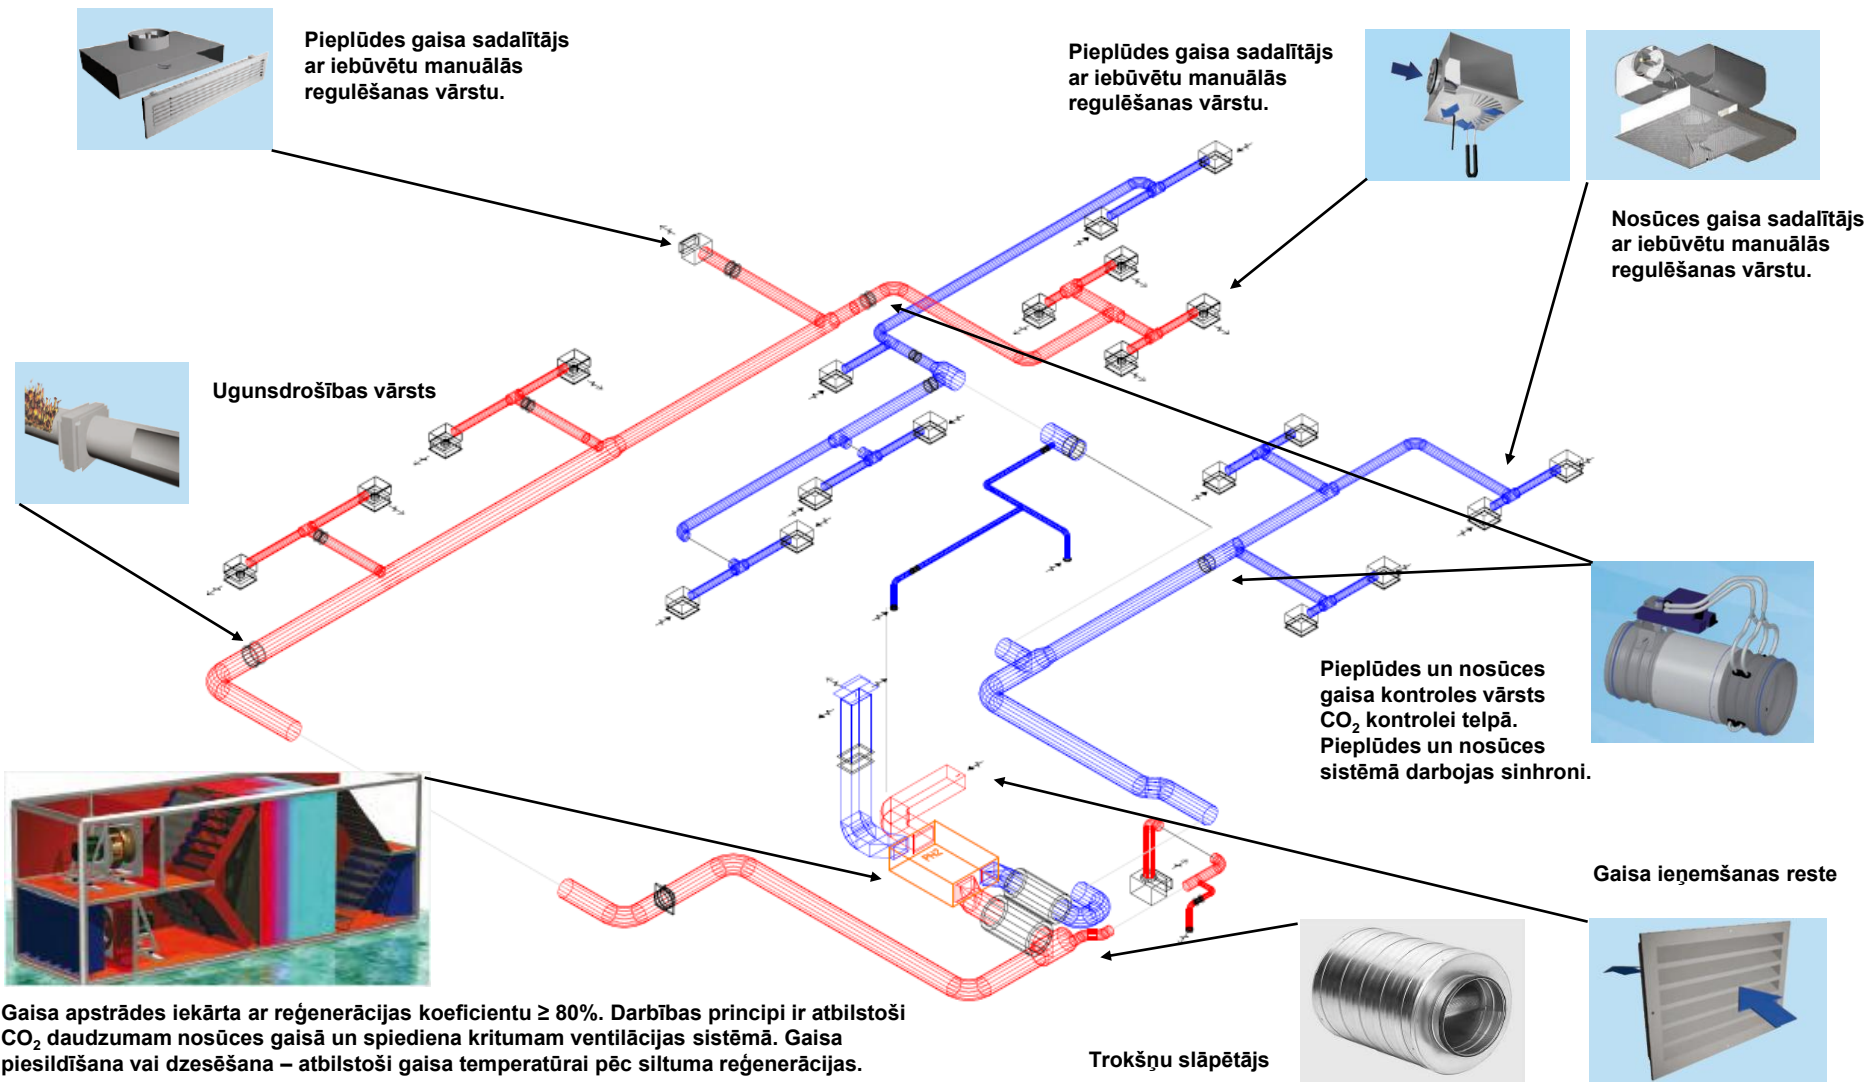 Pieplūdes gaisa sadalītājs
ar iebūvētu manuālās
regulēšanas vārstu.
Pieplūdes gaisa sadalītājs
ar iebūvētu manuālās
regulēšanas vārstu.
Nosūces gaisa sadalītājs
ar iebūvētu manuālās
regulēšanas vārstu.
Ugunsdrošības vārsts
Pieplūdes un nosūces
gaisa kontroles vārsts
CO₂ kontrolei telpā.
Pieplūdes un nosūces
sistēmā darbojas sinhroni.
PN2
Gaisa ieņemšanas reste
Gaisa apstrādes iekārta ar reģenerācijas koeficientu ≥ 80%. Darbības principi ir atbilstoši
CO₂ daudzumam nosūces gaisā un spiediena kritumam ventilācijas sistēmā. Gaisa
piesildīšana vai dzesēšana – atbilstoši gaisa temperatūrai pēc siltuma reģenerācijas.
Trokšņu slāpētājs